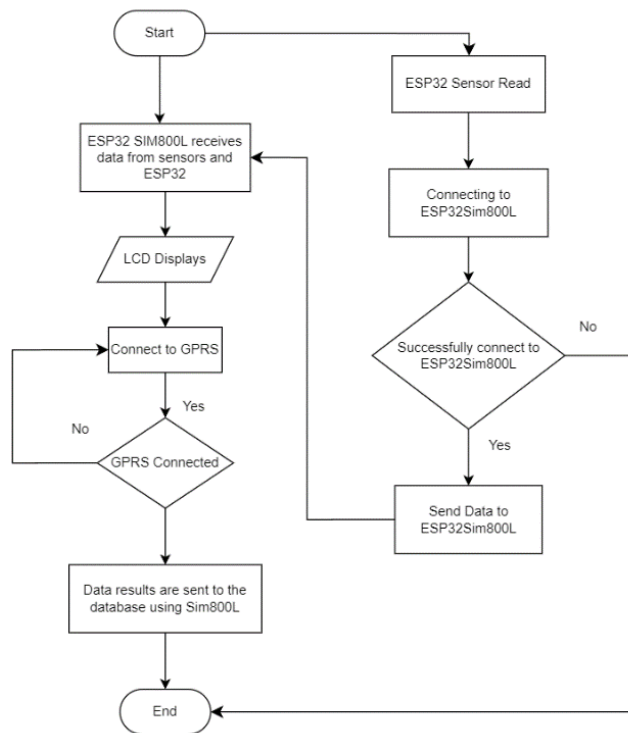 Start
ESP32 Sensor Read
ESP32 SIM800L receives
data from sensors and
ESP32
Connecting to
ESP32Sim800L
LCD Displays
Successfully connect to
ESP32Sim800L
No
Connect to GPRS
Yes
No
GPRS Connected
Yes
Send Data to
ESP32Sim800L
Data results are sent to the
database using Sim800L
End